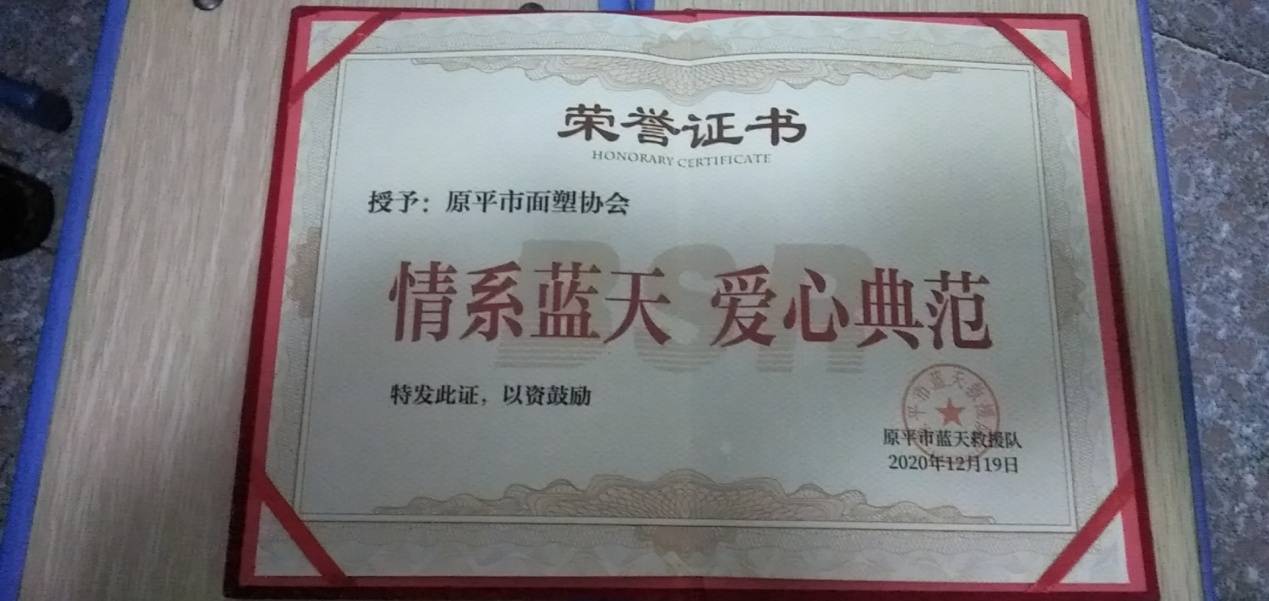 荣誉证书
HONORARY CERTIFICATE
授予：原平市面塑协会
BSR
情系蓝天 爱心典范
特发此证，以资鼓励
原平市蓝天救援队
2020年12月19日